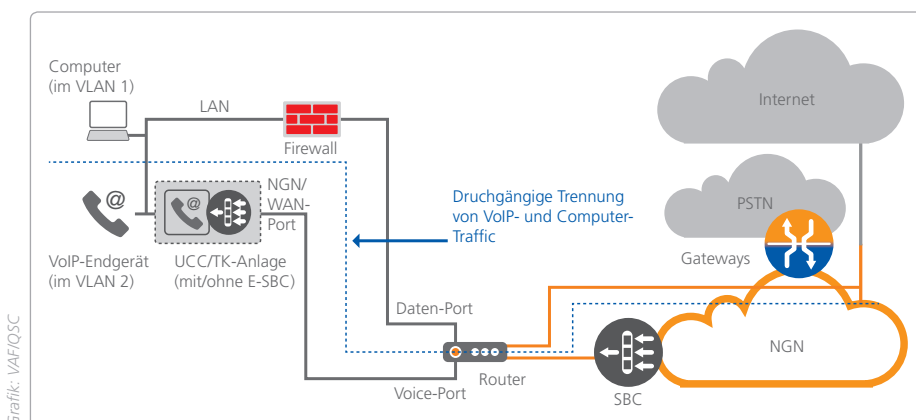 Computer
(im VLAN 1)
LAN
Firewall
Internet
@
@
NGN/
WAN-
Port
Druchgängige Trennung
von VoIP- und Computer-
Traffic
PSTN
Gateways
VoIP-Endgerät
(im VLAN 2)
UCC/TK-Anlage
(mit/ohne E-SBC)
Daten-Port
Voice-Port
Router
SBC
NGN
Grafik: VAF/QSC